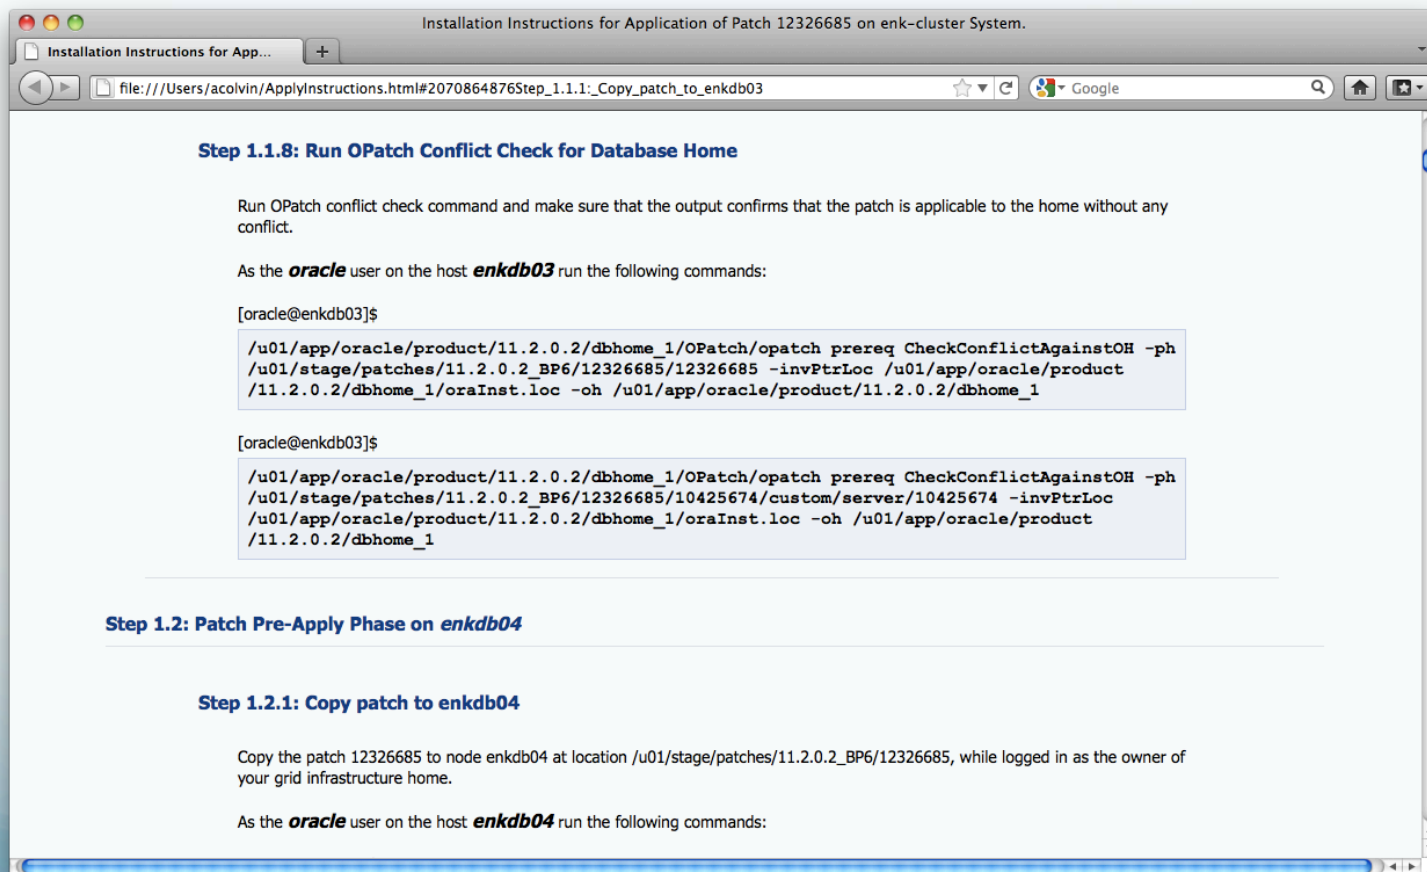 Installation Instructions for Application of Patch 12326685 on enk-cluster System.
Installation Instructions for App...
file:///Users/acolvin/ApplyInstructions.html#2070864876Step_1.1.1:_Copy_patch_to_enkdb03
Google
Step 1.1.8: Run OPatch Conflict Check for Database Home
Run OPatch conflict check command and make sure that the output confirms that the patch is applicable to the home without any
conflict.
As the oracle user on the host enkdb03 run the following commands:
[oracle@enkdb03]$
/u01/app/oracle/product/11.2.0.2/dbhome_1/OPatch/opatch prereq CheckConflictAgainstOH -ph
/u01/stage/patches/11.2.0.2_BP6/12326685/12326685 -invPtrLoc /u01/app/oracle/product
/11.2.0.2/dbhome_1/oraInst.loc -oh /u01/app/oracle/product/11.2.0.2/dbhome_1
[oracle@enkdb03]$
/u01/app/oracle/product/11.2.0.2/dbhome_1/OPatch/opatch prereq CheckConflictAgainstOH -ph
/u01/stage/patches/11.2.0.2_BP6/12326685/10425674/custom/server/10425674 -invPtrLoc
/u01/app/oracle/product/11.2.0.2/dbhome_1/oraInst.loc -oh /u01/app/oracle/product
/11.2.0.2/dbhome_1
Step 1.2: Patch Pre-Apply Phase on enkdb04
Step 1.2.1: Copy patch to enkdb04
Copy the patch 12326685 to node enkdb04 at location /u01/stage/patches/11.2.0.2_BP6/12326685, while logged in as the owner of
your grid infrastructure home.
As the oracle user on the host enkdb04 run the following commands: